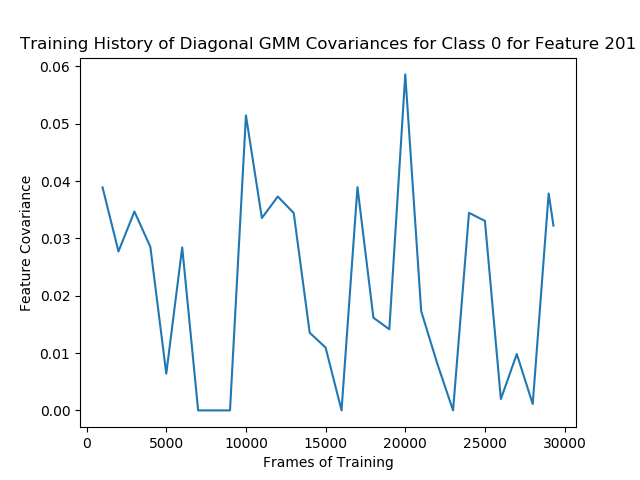 Training History of Diagonal GMM Covariances for Class 0 for Feature 201
0.06
0.05
0.04
0.03
0.02
0.01
0.00
Feature Covariance
0 5000 10000 15000 20000 25000 30000
Frames of Training